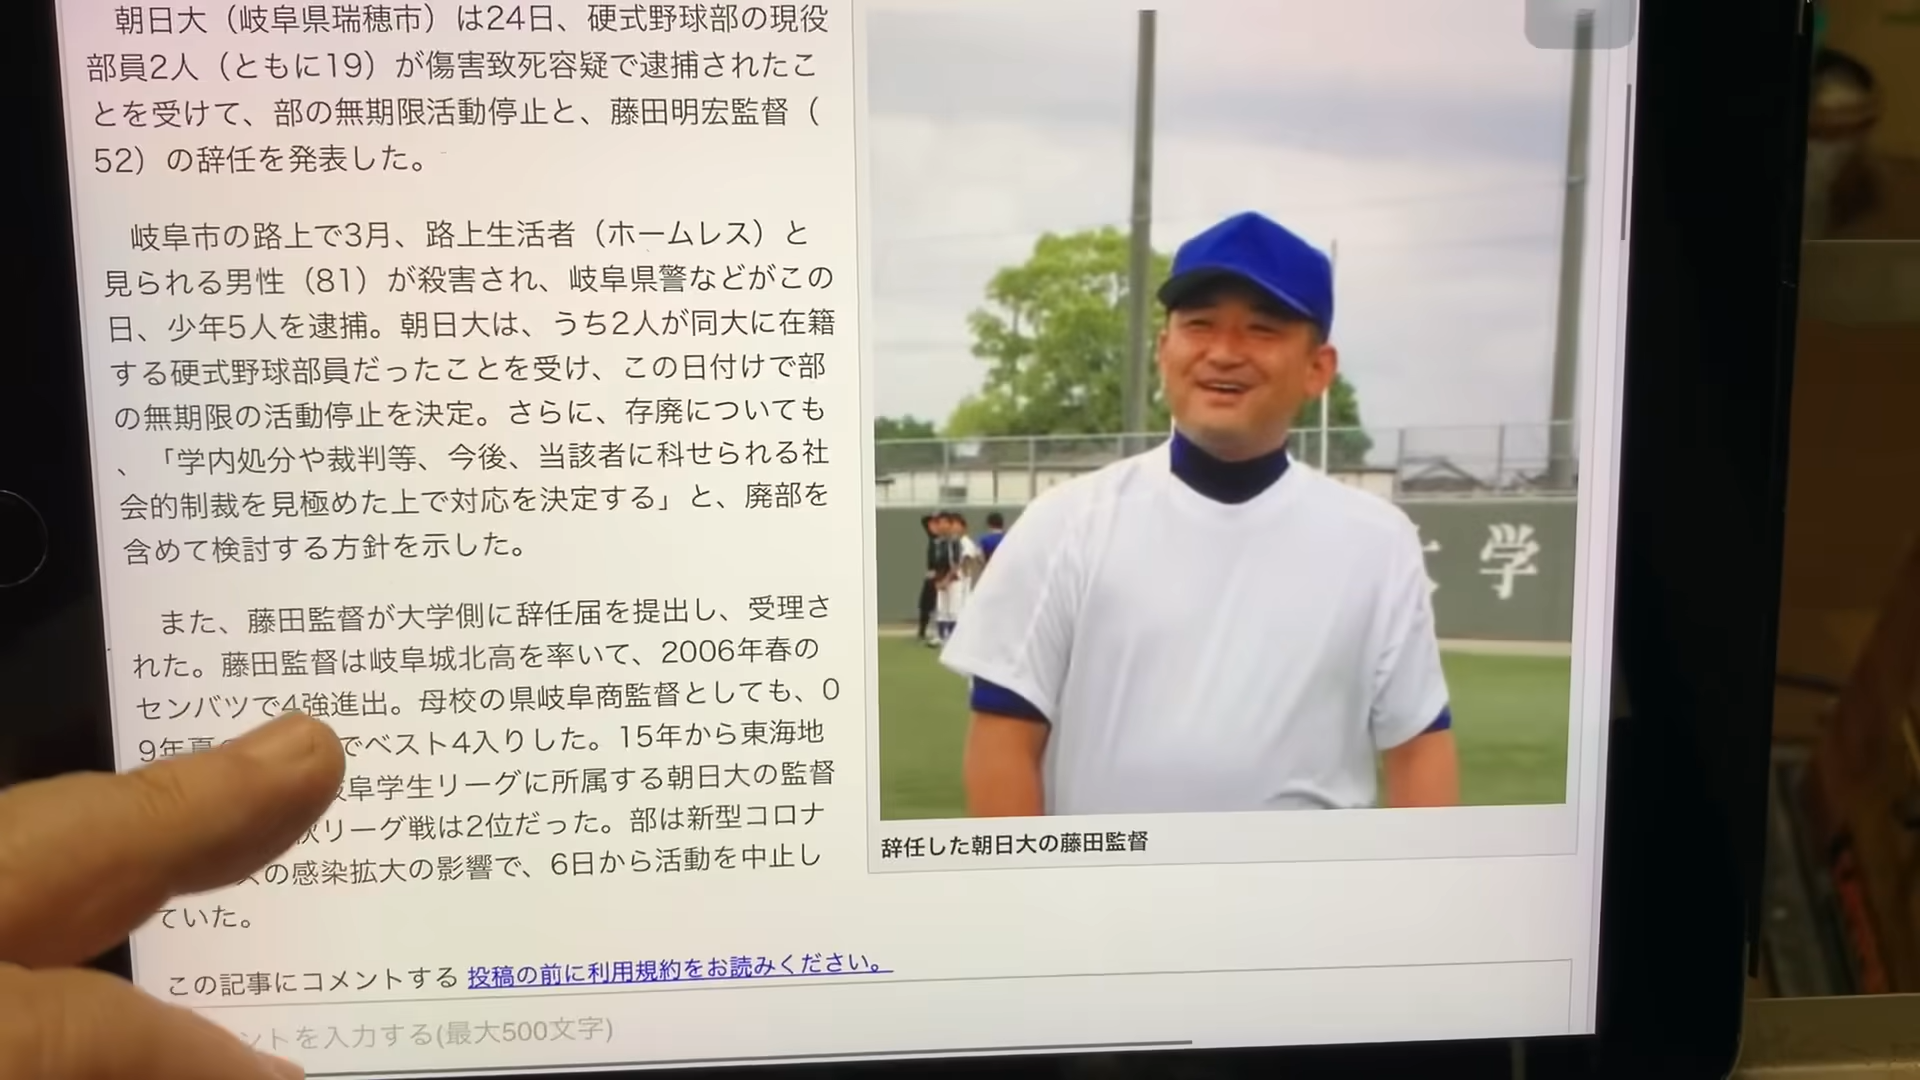 朝日大（岐阜県瑞穂市）は24日、硬式野球部の現役
部員2人（ともに19）が傷害致死容疑で逮捕されたこ
とを受けて、部の無期限活動停止と、藤田明宏監督（
52）の辞任を発表した。
岐阜市の路上で3月、路上生活者（ホームレス）と
見られる男性（81）が殺害され、岐阜県警などがこの
日、少年5人を逮捕。朝日大は、うち2人が同大に在籍
する硬式野球部員だったことを受け、この日付けで部
の無期限の活動停止を決定。さらに、存廃についても
、「学内処分や裁判等、今後、当該者に科せられる社
会的制裁を見極めた上で対応を決定する」と、廃部を
含めて検討する方針を示した。
また、藤田監督が大学側に辞任届を提出し、受理さ
れた。藤田監督は岐阜城北高を率いて、2006年春の
センバツで4強進出。母校の県岐阜商監督としても、0
9年夏
でベスト4入りした。15年から東海地
阜学生リーグに所属する朝日大の監督
リーグ戦は2位だった。部は新型コロナ
の感染拡大の影響で、6日から活動を中止し
ていた。
この記事にコメントする 投稿の前に利用規約をお読みください。
ントを入力する(最大500文字)
学
辞任した朝日大の藤田監督